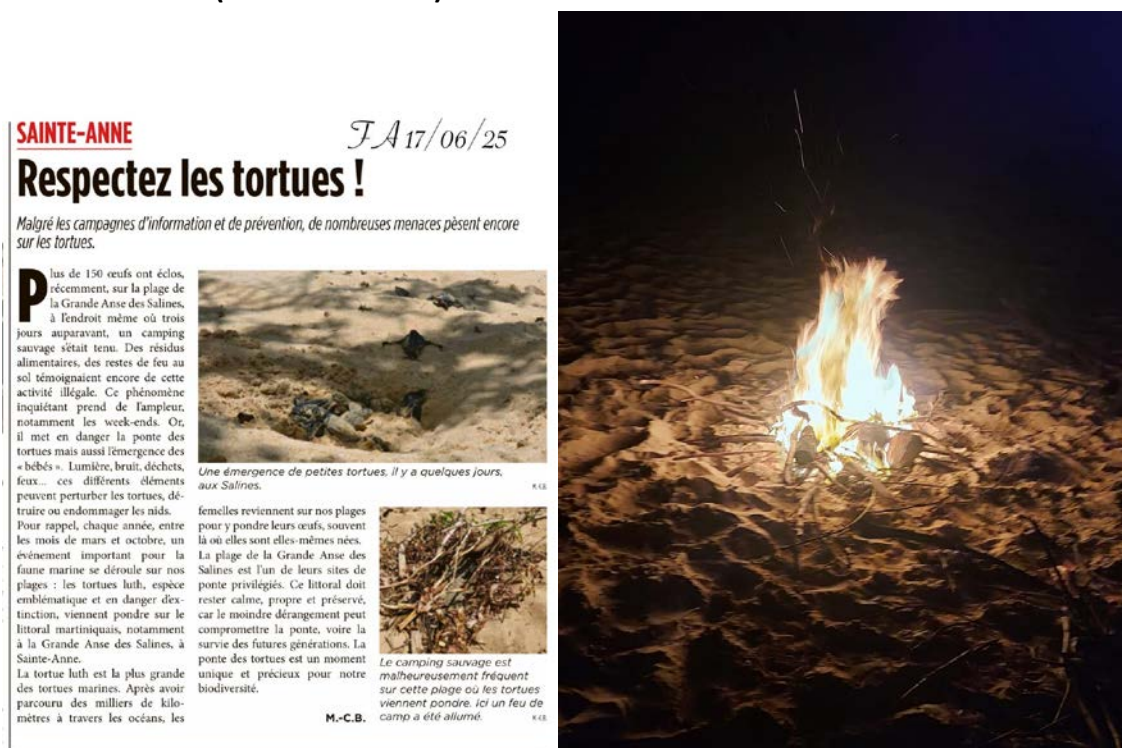 SAINTE-ANNE
FA 17/06/25
Respectez les tortues !
Malgré les campagnes d'information et de prévention, de nombreuses menaces pèsent encore
sur les tortues.
Plus de 150 œufs ont éclos,
récemment, sur la plage de
la Grande Anse des Salines,
à l'endroit même où trois
jours auparavant, un camping
sauvage s'était tenu. Des résidus
alimentaires, des restes de feu au
sol témoignaient encore de cette
activité illégale. Ce phénomène
inquiétant prend de l'ampleur,
notamment les week-ends. Or,
il met en danger la ponte des
tortues mais aussi l'émergence des
« bébés ». Lumière, bruit, déchets,
feux... ces différents éléments
peuvent perturber les tortues, dé-
truire ou endommager les nids.
Pour rappel, chaque année, entre
les mois de mars et octobre, un
événement important pour la
faune marine se déroule sur nos
plages : les tortues luth, espèce
emblématique et en danger d'ex-
tinction, viennent pondre sur le
littoral martiniquais, notamment
à la Grande Anse des Salines, à
Sainte-Anne.
La tortue luth est la plus grande
des tortues marines. Après avoir
parcouru des milliers de kilo-
mètres à travers les océans, les
Une émergence de petites tortues, il y a quelques jours,
aux Salines.
femelles reviennent sur nos plages
pour y pondre leurs œufs, souvent
là où elles sont elles-mêmes nées.
La plage de la Grande Anse des
Salines est l'un de leurs sites de
ponte privilégiés. Ce littoral doit
rester calme, propre et préservé,
car le moindre dérangement peut
compromettre la ponte, voire la
survie des futures générations. La
ponte des tortues est un moment
unique et précieux pour notre
biodiversité.
M.-C.B.
Le camping sauvage est
malheureusement fréquent
sur cette plage où les tortues
viennent pondre. Ici un feu de
camp a été allumé.